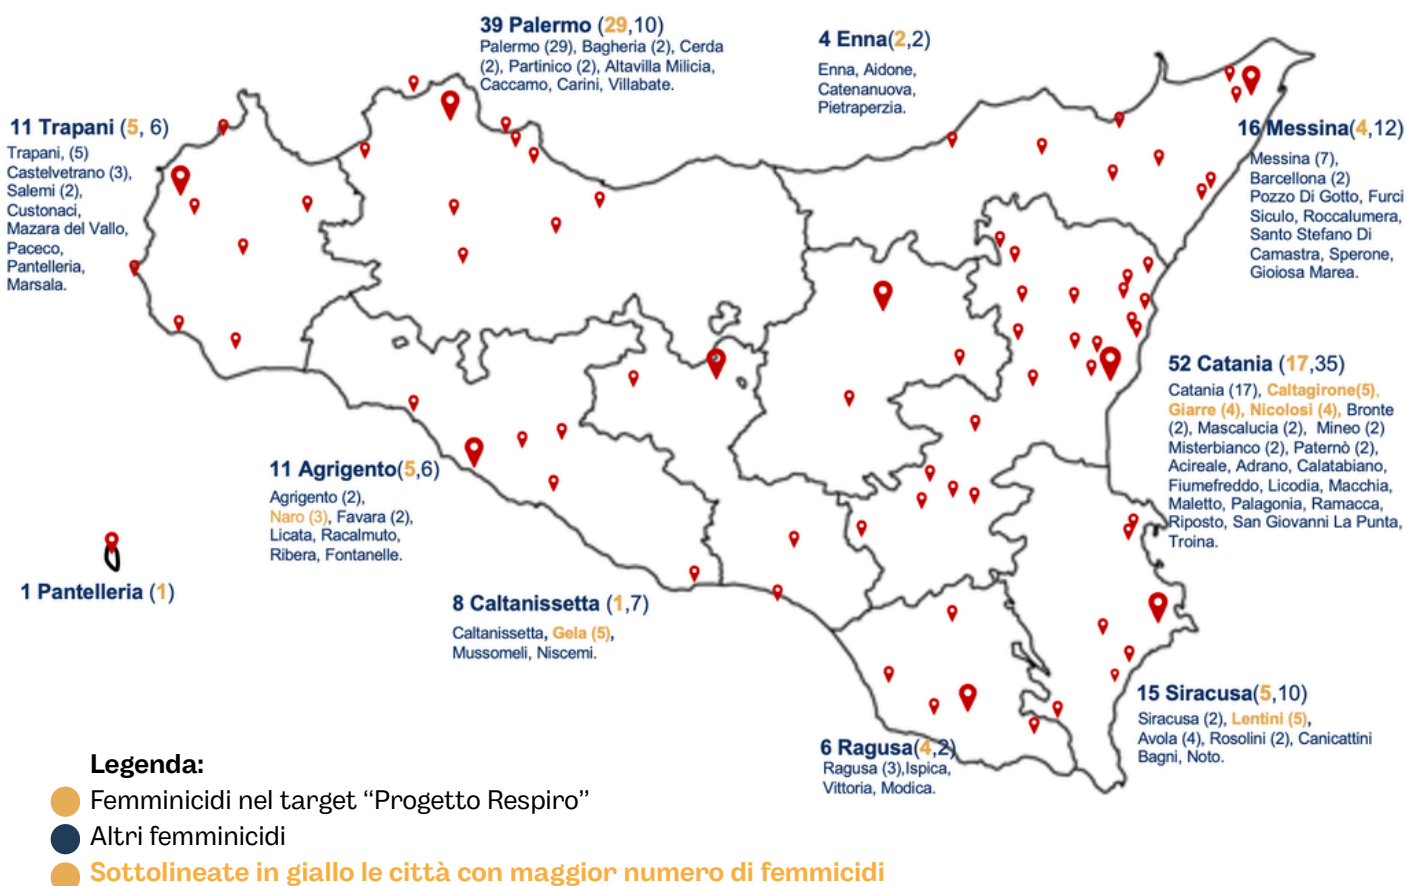 39 Palermo (29,10)
Palermo (29), Bagheria (2), Cerda
(2), Partinico (2), Altavilla Milicia,
Caccamo, Carini, Villabate.
4 Enna(2,2)
Enna, Aidone,
Catenanuova,
Pietraperzia.
11 Trapani (5, 6)
Trapani, (5)
Castelvetrano (3),
Salemi (2),
Custonaci,
Mazara del Vallo,
Paceco,
Pantelleria,
Marsala.
16 Messina(4,12)
Messina (7),
Barcellona (2)
Pozzo Di Gotto, Furci
Siculo, Roccalumera,
Santo Stefano Di
Camastra, Sperone,
Gioiosa Marea.
52 Catania (17,35)
Catania (17), Caltagirone(5),
Giarre (4), Nicolosi (4), Bronte
(2), Mascalucia (2), Mineo (2)
Misterbianco (2), Paternò (2),
Acireale, Adrano, Calatabiano,
Fiumefreddo, Licodia, Macchia,
Maletto, Palagonia, Ramacca,
Riposto, San Giovanni La Punta,
Troina.
11 Agrigento(5,6)
Agrigento (2),
Naro (3), Favara (2),
Licata, Racalmuto,
Ribera, Fontanelle.
1 Pantelleria (1)
8 Caltanissetta (1,7)
Caltanissetta, Gela (5),
Mussomeli, Niscemi.
15 Siracusa(5,10)
Siracusa (2), Lentini (5),
Avola (4), Rosolini (2), Canicattini
Bagni, Noto.
6 Ragusa(4,2)
Ragusa (3),Ispica,
Vittoria, Modica.
Legenda:
Femminicidi nel target “Progetto Respiro”
Altri femminicidi
Sottolineate in giallo le città con maggior numero di femmicidi